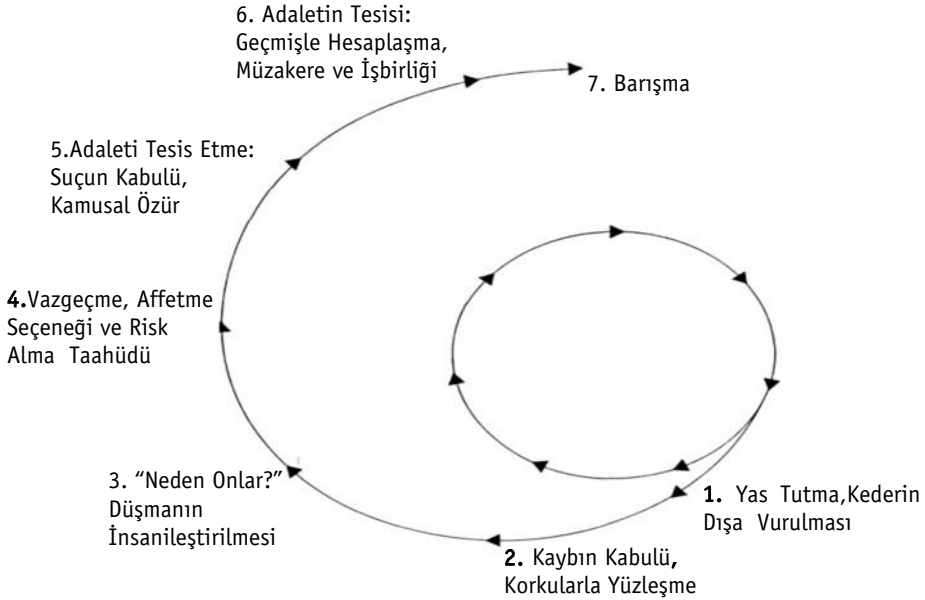 6. Adaletin Tesisi:
Geçmişle Hesaplaşma,
Müzakere ve İşbirliği
7. Barışma
5.Adaleti Tesis Etme:
Suçun Kabulü,
Kamusal Özür
4.Vazgeçme, Affetme
Seçeneği ve Risk
Alma Taahüdü
3. “Neden Onlar?”
Düşmanın
İnsanileştirilmesi
1. Yas Tutma,Kederin
Dışa Vurulması
2. Kaybın Kabulü,
Korkularla Yüzleşme